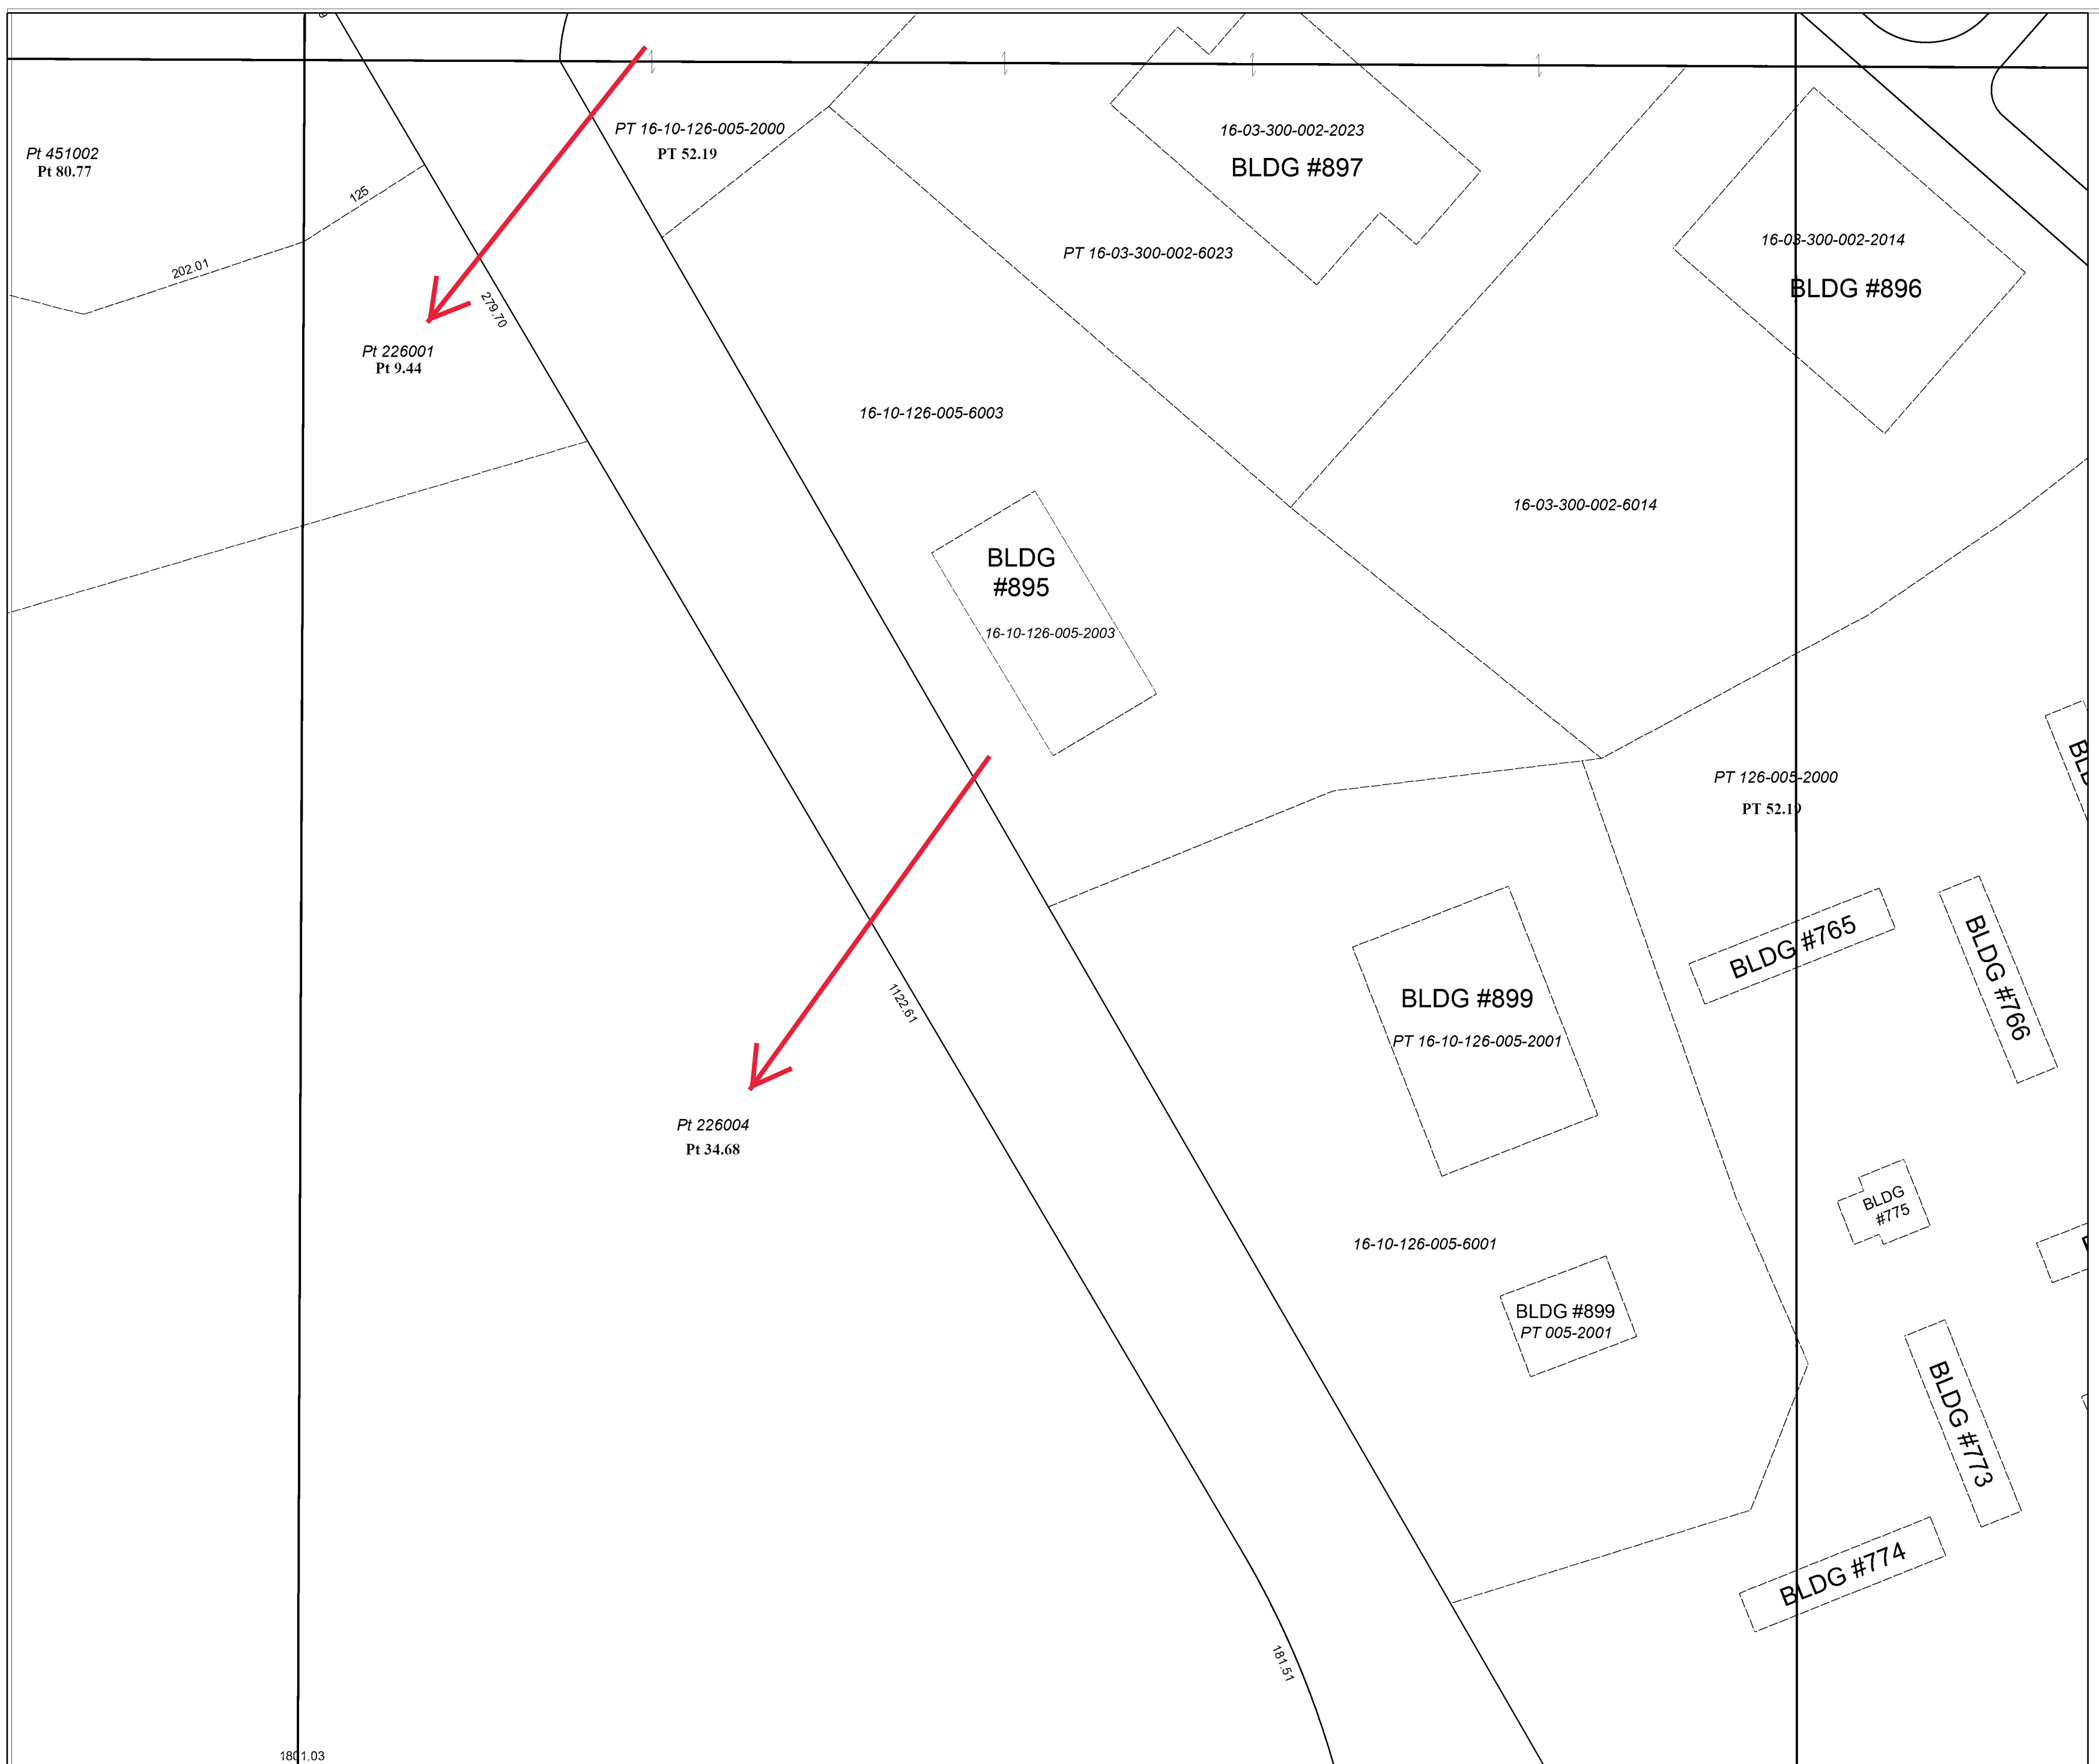 PT 16-10-126-005-2000
PT 52.19
16-03-300-002-2023
BLDG #897
Pt 451002
Pt 80.77
125
202.01
PT 16-03-300-002-6023
16-03-300-002-2014
BLDG #896
279.70
Pt 226001
Pt 9.44
16-10-126-005-6003
16-03-300-002-6014
BLDG
#895
16-10-126-005-2003
PT 126-005-2000
PT 52.19
BLDG #765
BLDG #766
1122.61
BLDG #899
PT 16-10-126-005-2001
Pt 226004
Pt 34.68
BLDG
#775
16-10-126-005-6001
BLDG #899
PT 005-2001
BLDG #773
BLDG #774
181.51
1801.03